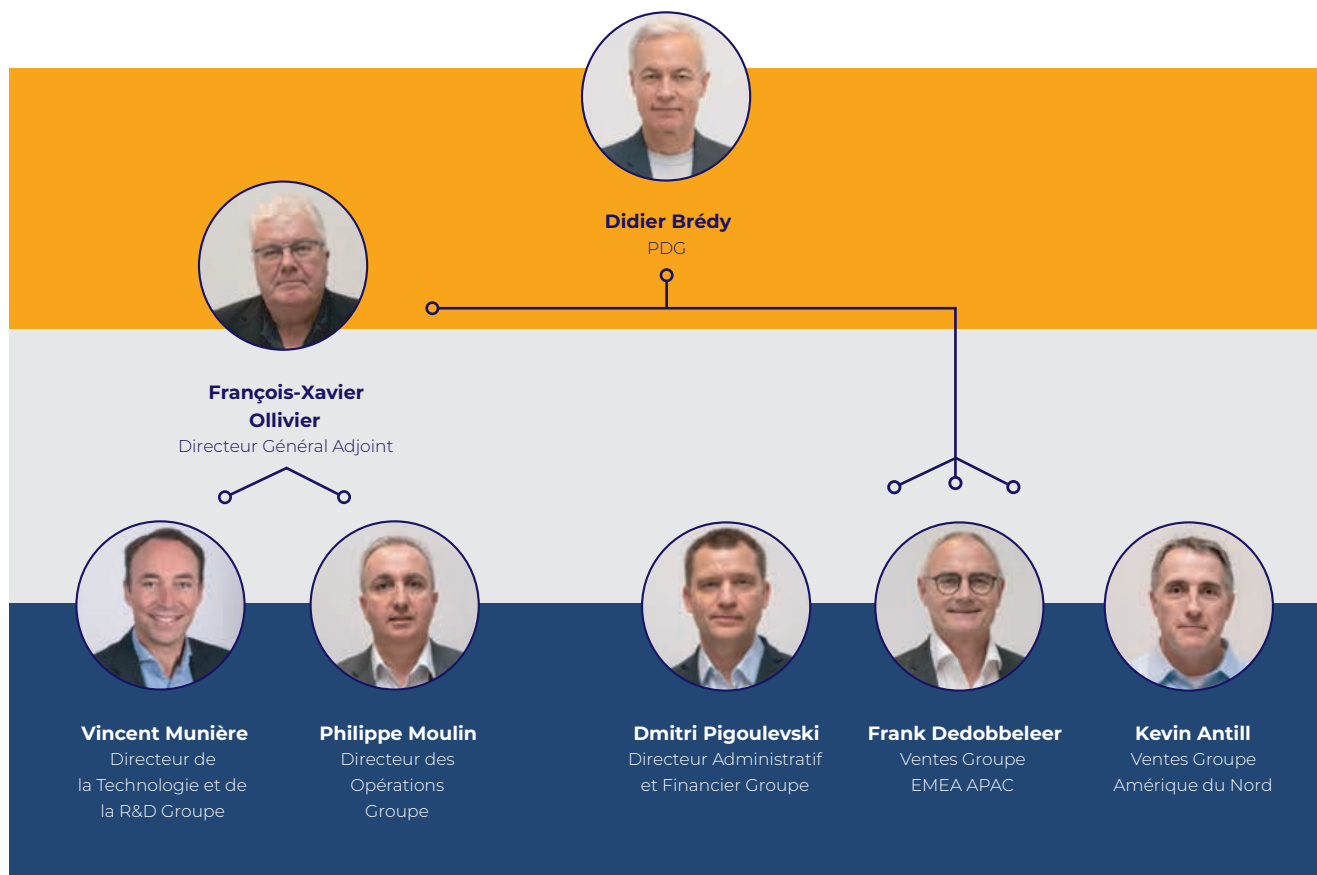 Didier Brédy
PDG
François-Xavier
Ollivier
Directeur Général Adjoint
Vincent Munière
Directeur de
la Technologie et de
la R&D Groupe
Philippe Moulin
Directeur des
Opérations
Groupe
Dmitri Pigoulevski
Directeur Administratif
et Financier Groupe
Frank Dedobbeleer
Ventes Groupe
EMEA APAC
Kevin Antill
Ventes Groupe
Amérique du Nord